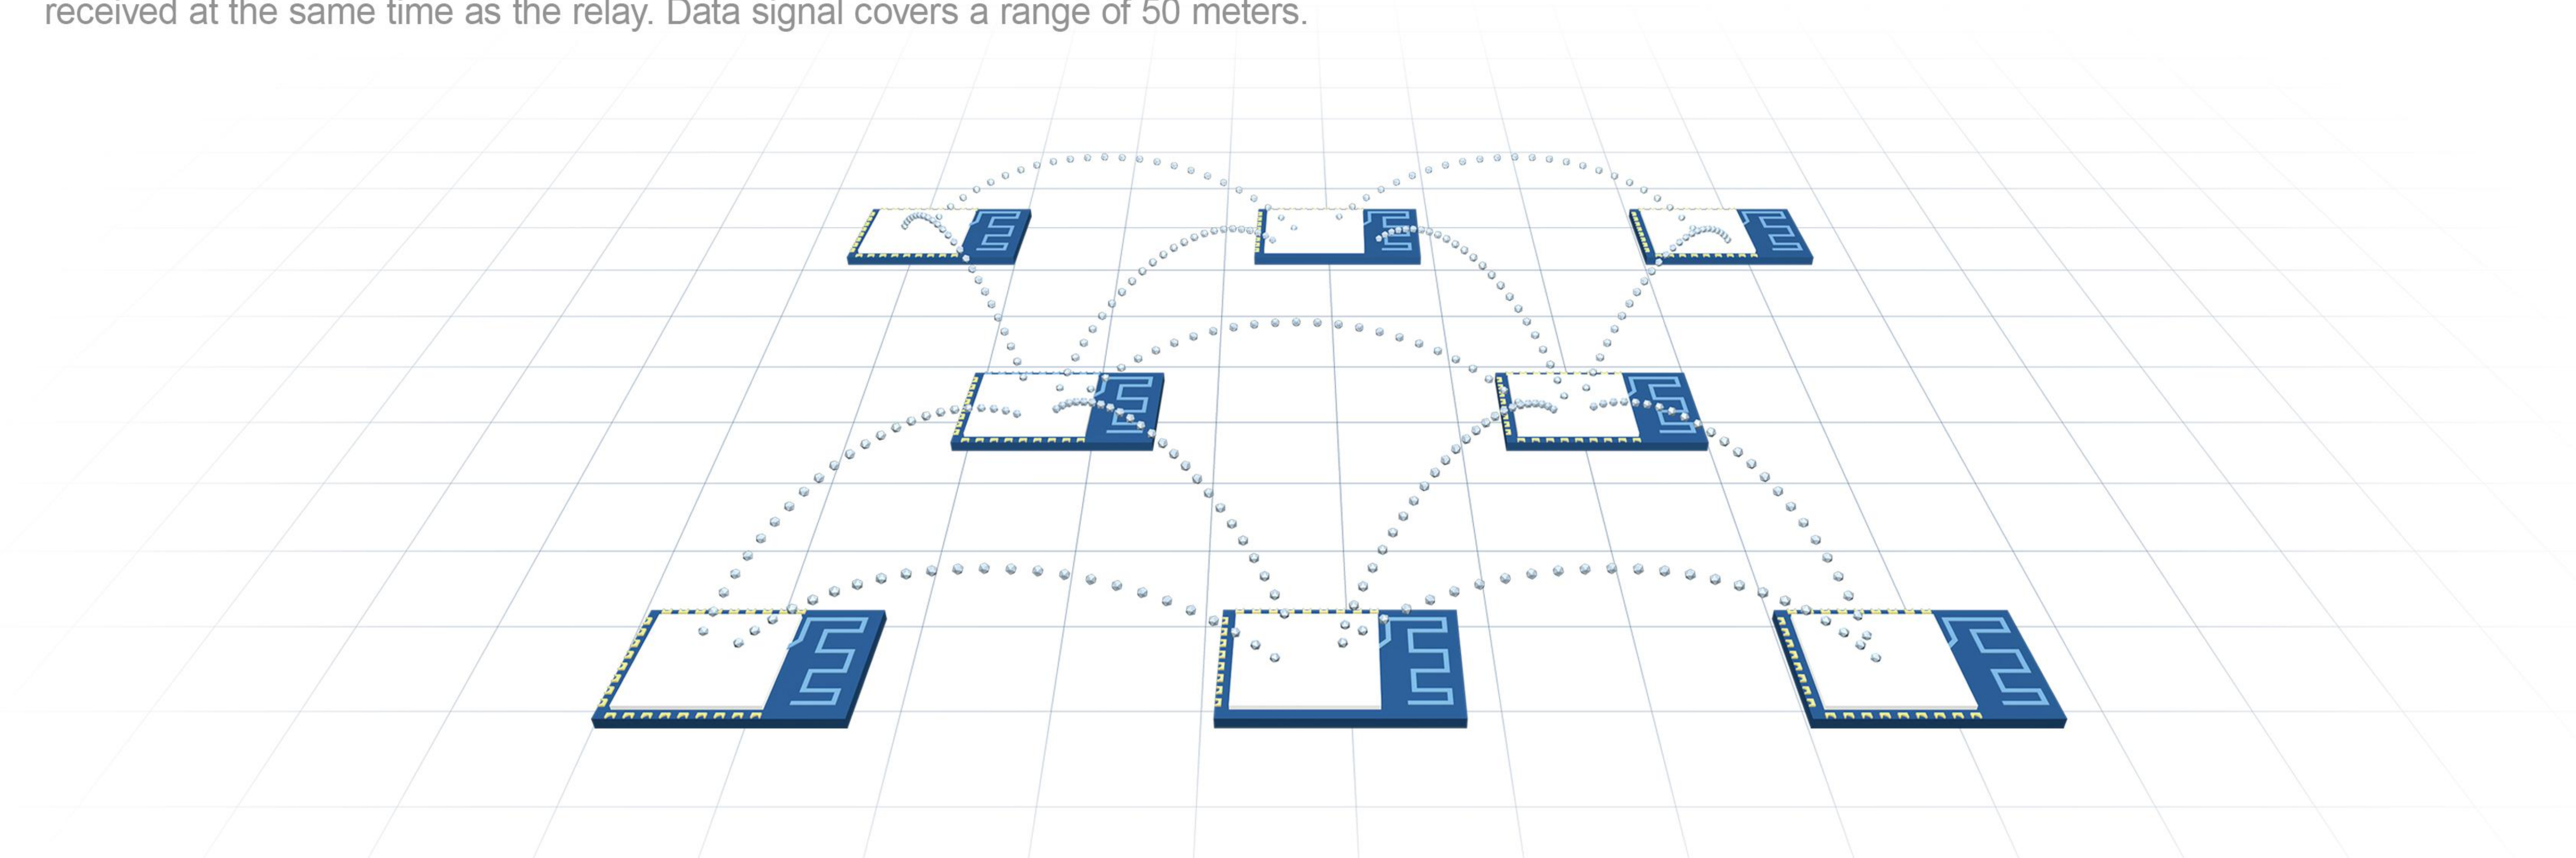 received at the same time as the relay. Data signal covers a range of 50 meters.